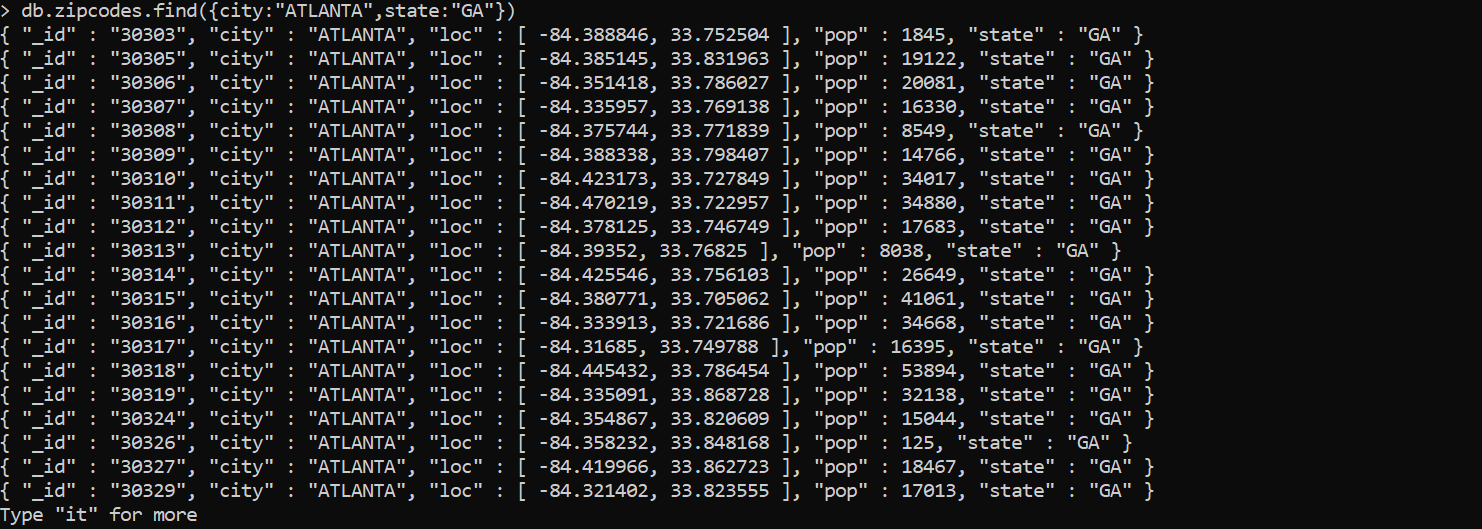 > db.zipcodes.find({city:"ATLANTA",state:"GA"})
{ "_id" : "30303", "city" : "ATLANTA", "loc" : [ -84.388846, 33.752504 ], "pop" : 1845, "state" : "GA" }
{ "_id" : "30305", "city" : "ATLANTA", "loc" : [ -84.385145, 33.831963 ], "pop" : 19122, "state" : "GA" }
{ "_id" : "30306", "city" : "ATLANTA", "loc" : [ -84.351418, 33.786027 ], "pop" : 20081, "state" : "GA" }
{ "_id" : "30307", "city" : "ATLANTA", "loc" : [ -84.335957, 33.769138 ], "pop" : 16330, "state" : "GA" }
{ "_id" : "30308", "city" : "ATLANTA", "loc" : [ -84.375744, 33.771839 ], "pop" : 8549, "state" : "GA" }
{ "_id" : "30309", "city" : "ATLANTA", "loc" : [ -84.388338, 33.798407 ], "pop" : 14766, "state" : "GA" }
{ "_id" : "30310", "city" : "ATLANTA", "loc" : [ -84.423173, 33.727849 ], "pop" : 34017, "state" : "GA" }
{ "_id" : "30311", "city" : "ATLANTA", "loc" : [ -84.470219, 33.722957 ], "pop" : 34880, "state" : "GA" }
{ "_id" : "30312", "city" : "ATLANTA", "loc" : [ -84.378125, 33.746749 ], "pop" : 17683, "state" : "GA" }
{ "_id" : "30313", "city" : "ATLANTA", "loc" : [ -84.39352, 33.76825 ], "pop" : 8038, "state" : "GA" }
{ "_id" : "30314", "city" : "ATLANTA", "loc" : [ -84.425546, 33.756103 ], "pop" : 26649, "state" : "GA" }
{ "_id" : "30315", "city" : "ATLANTA", "loc" : [ -84.380771, 33.705062 ], "pop" : 41061, "state" : "GA" }
{ "_id" : "30316", "city" : "ATLANTA", "loc" : [ -84.333913, 33.721686 ], "pop" : 34668, "state" : "GA" }
{ "_id" : "30317", "city" : "ATLANTA", "loc" : [ -84.31685, 33.749788 ], "pop" : 16395, "state" : "GA" }
{ "_id" : "30318", "city" : "ATLANTA", "loc" : [ -84.445432, 33.786454 ], "pop" : 53894, "state" : "GA" }
{ "_id" : "30319", "city" : "ATLANTA", "loc" : [ -84.335091, 33.868728 ], "pop" : 32138, "state" : "GA" }
{ "_id" : "30324", "city" : "ATLANTA", "loc" : [ -84.354867, 33.820609 ], "pop" : 15044, "state" : "GA" }
{ "_id" : "30326", "city" : "ATLANTA", "loc" : [ -84.358232, 33.848168 ], "pop" : 125, "state" : "GA" }
{ "_id" : "30327", "city" : "ATLANTA", "loc" : [ -84.419966, 33.862723 ], "pop" : 18467, "state" : "GA" }
{ "_id" : "30329", "city" : "ATLANTA", "loc" : [ -84.321402, 33.823555 ], "pop" : 17013, "state" : "GA" }
Type "it" for more